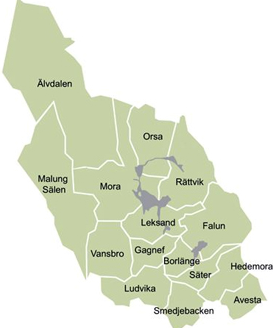 Älvdalen
Orsa
Malung
Sälen
Mora
Rättvik
Leksand
Falun
Vansbro
Gagnef
Borlänge
Hedemora
Säter
Ludvika
Avesta
Smedjebacken